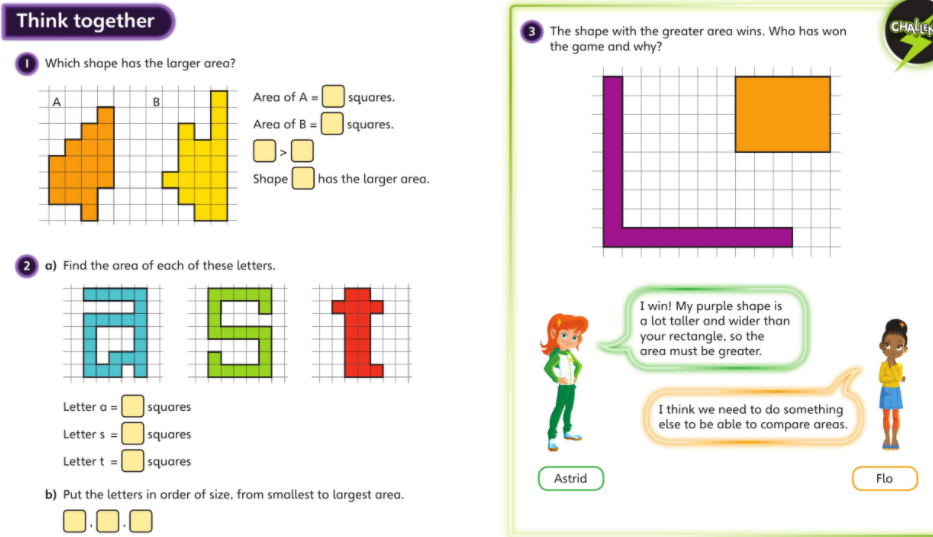 Think together
1 Which shape has the larger area?
A B
Area of A = squares.
Area of B = squares.
>
Shape has the larger area.
2 a) Find the area of each of these letters.
Letter a = squares
Letter s = squares
Letter t = squares
b) Put the letters in order of size, from smallest to largest area.
, ,
3 The shape with the greater area wins. Who has won
the game and why?
I win! My purple shape is
a lot taller and wider than
your rectangle, so the
area must be greater.
I think we need to do something
else to be able to compare areas.
Astrid
Flo